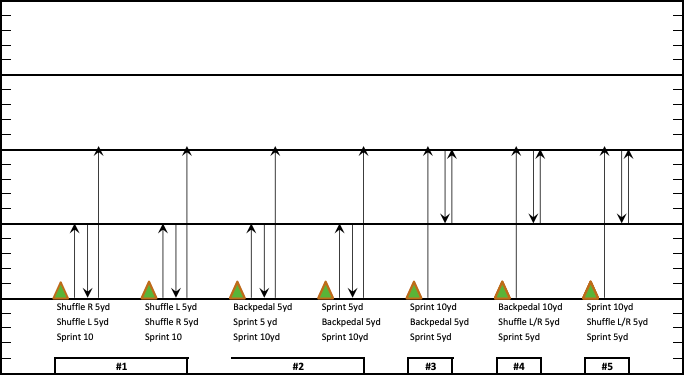 Shuffle R 5yd
Shuffle L 5yd
Sprint 10
Shuffle L 5yd
Shuffle R 5yd
Sprint 10
Backpedal 5yd
Sprint 5 yd
Sprint 10yd
Sprint 5yd
Backpedal 5yd
Sprint 10yd
Sprint 10yd
Backpedal 5yd
Sprint 5yd
Backpedal 10yd
Shuffle L/R 5yd
Sprint 5yd
Sprint 10yd
Shuffle L/R 5yd
Sprint 5yd
#1
#2
#3
#4
#5